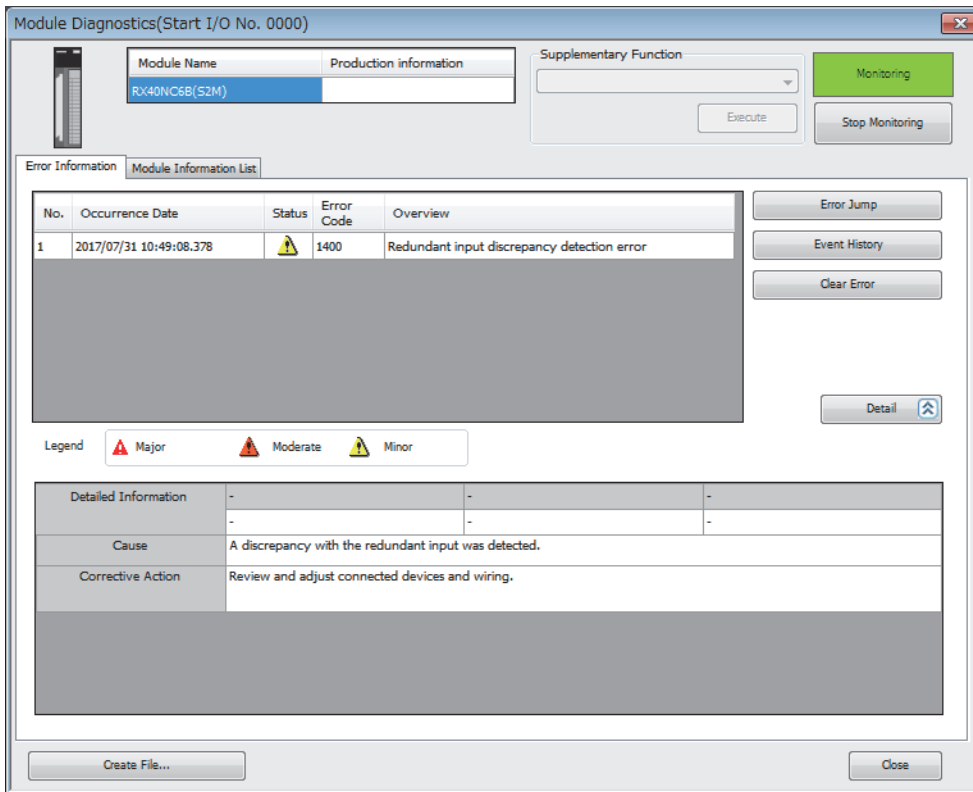 Module Diagnostics(Start I/O No. 0000)
Module Name Production information
RX40NC6B(S2M)
Supplementary Function
Execute
Monitoring
Stop Monitoring
Error Information Module Information List
No. Occurrence Date Status Error Code Overview
1 2017/07/31 10:49:08.378 1400 Redundant input discrepancy detection error
Error Jump
Event History
Clear Error
Detail
Legend Major Moderate Minor
Detailed Information - - -
- - -
Cause A discrepancy with the redundant input was detected.
Corrective Action Review and adjust connected devices and wiring.
Create File... Close